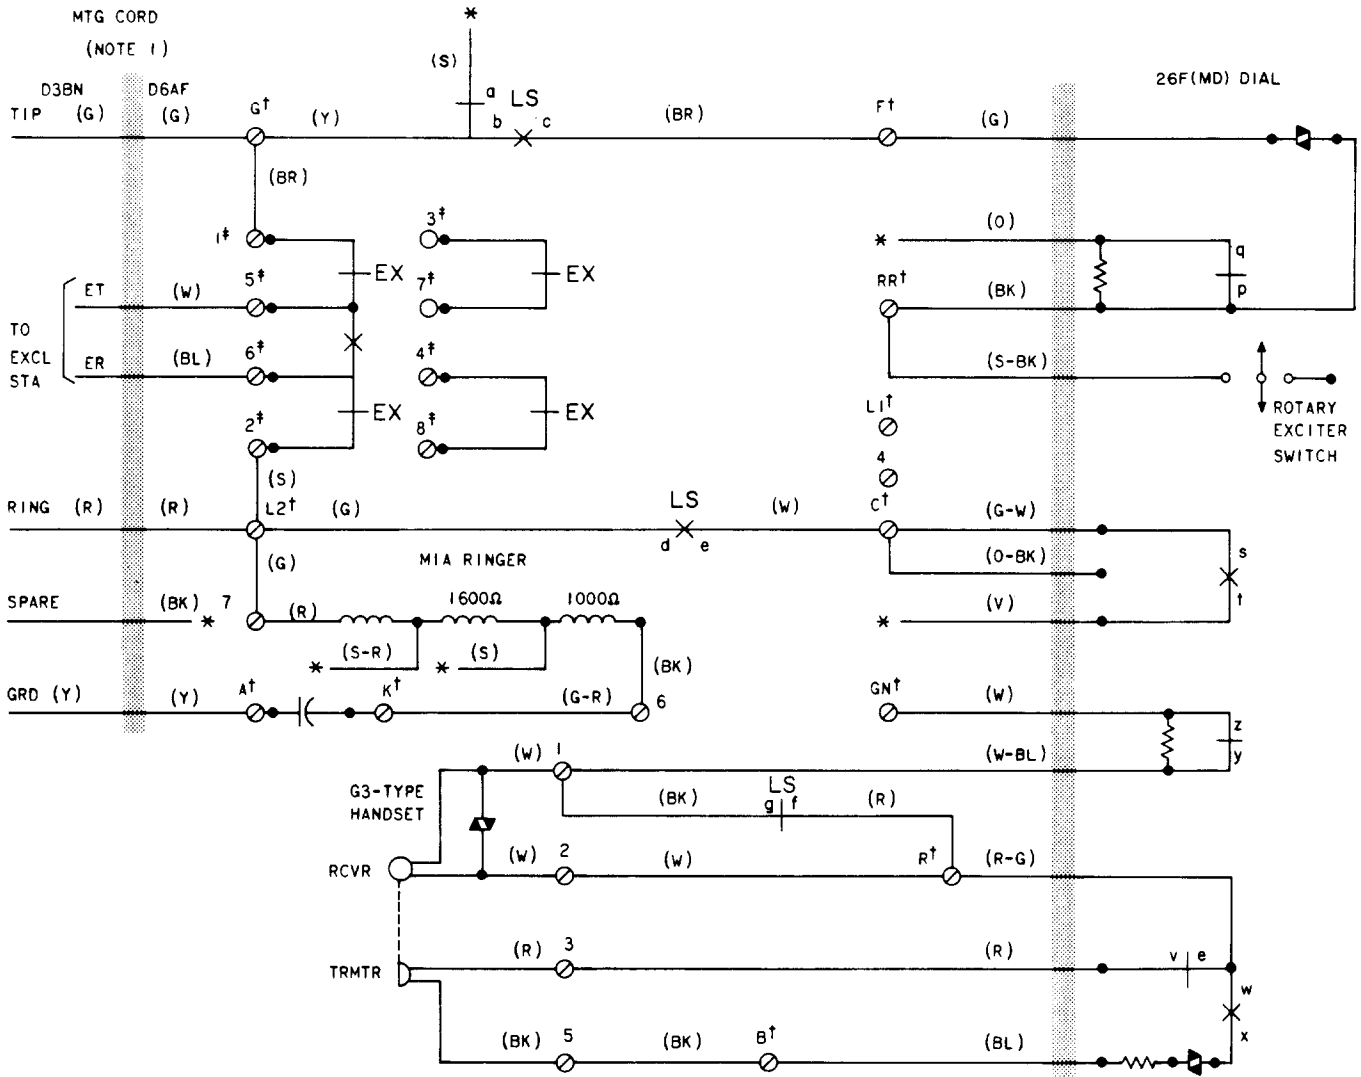 MTG CORD
(NOTE 1)
*
(S)
26F(MD) DIAL
D3BN D6AF
TIP (G) (G) G† (Y) a b LS c (BR) F† (G)
(BR)
1‡ 3‡ * (O)
EX EX q
TO EXCL STA
ET (W) 5‡ 7‡ RR† (BK) p
ER (BL) 6‡ 4‡ (S-BK)
EX EX L1†
ROTARY
EXCITER
SWITCH
2‡ 8‡ 4
(S)
RING (R) (R) L2† (G) LS d e (W) C† (G-W)
(G) M1A RINGER (O-BK) s
SPARE (BK) * 7 (R) 1600Ω 1000Ω * (V) t
* (S-R) * (S) (BK)
GRD (Y) (Y) A† K† (G-R) 6 GN† (W)
z
(W) 1 (W-BL) y
G3-TYPE
HANDSET
LS
(BK) g f (R)
RCVR (W) 2 (W) R† (R-G)
TRMTR (R) 3 (R) v e
w
(BK) 5 (BK) B† (BL) x